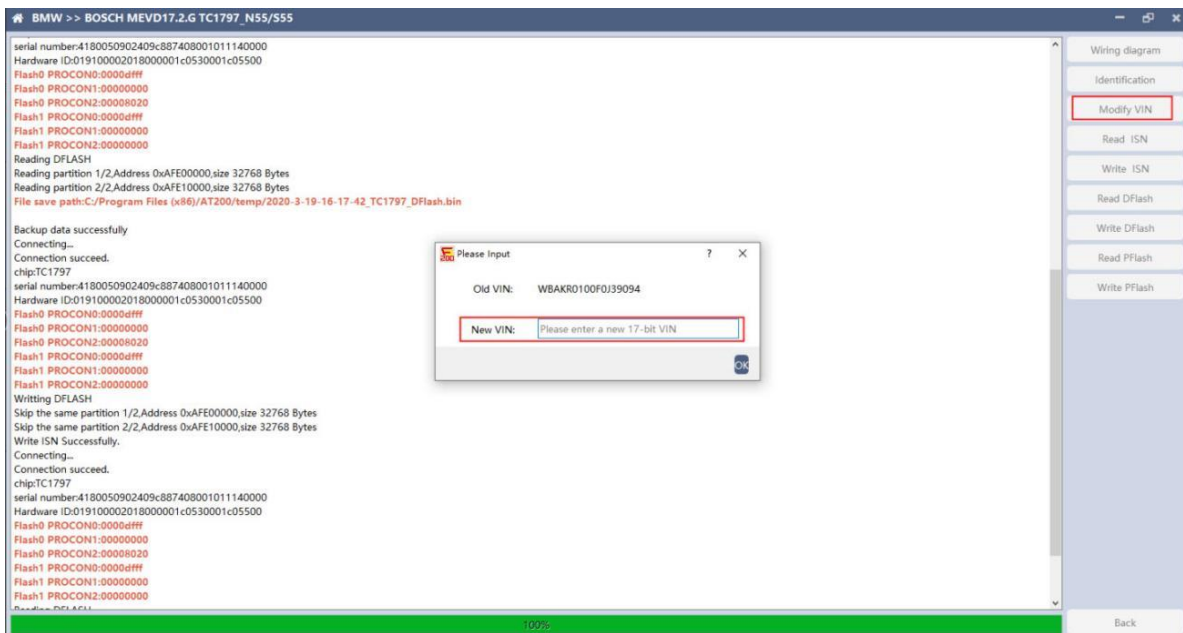 BMW >> BOSCH MEVD17.2.G TC1797_N55/S55
serial number:4180050902409c887408001011140000
Hardware ID:019100002018000001c0530001c05500
Flash0 PROCON0:0000dfff
Flash0 PROCON1:00000000
Flash0 PROCON2:00008020
Flash1 PROCON0:0000dfff
Flash1 PROCON1:00000000
Flash1 PROCON2:00000000
Reading DFLASH
Reading partition 1/2,Address 0xAFE00000,size 32768 Bytes
Reading partition 2/2,Address 0xAFE10000,size 32768 Bytes
File save path:C:/Program Files (x86)/AT200/temp/2020-3-19-16-17-42_TC1797_DFlash.bin
Backup data successfully
Connecting...
Connection succeed.
chip:TC1797
serial number:4180050902409c887408001011140000
Hardware ID:019100002018000001c0530001c05500
Flash0 PROCON0:0000dfff
Flash0 PROCON1:00000000
Flash0 PROCON2:00008020
Flash1 PROCON0:0000dfff
Flash1 PROCON1:00000000
Flash1 PROCON2:00000000
Writting DFLASH
Skip the same partition 1/2,Address 0xAFE00000,size 32768 Bytes
Skip the same partition 2/2,Address 0xAFE10000,size 32768 Bytes
Write ISN Successfully.
Connecting...
Connection succeed.
chip:TC1797
serial number:4180050902409c887408001011140000
Hardware ID:019100002018000001c0530001c05500
Flash0 PROCON0:0000dfff
Flash0 PROCON1:00000000
Flash0 PROCON2:00008020
Flash1 PROCON0:0000dfff
Flash1 PROCON1:00000000
Flash1 PROCON2:00000000
Reading DFLASH
100%
Please Input
Old VIN: WBAKR0100F0J39094
New VIN: Please enter a new 17-bit VIN
OK
Wiring diagram
Identification
Modify VIN
Read ISN
Write ISN
Read DFlash
Write DFlash
Read PFlash
Write PFlash
Back